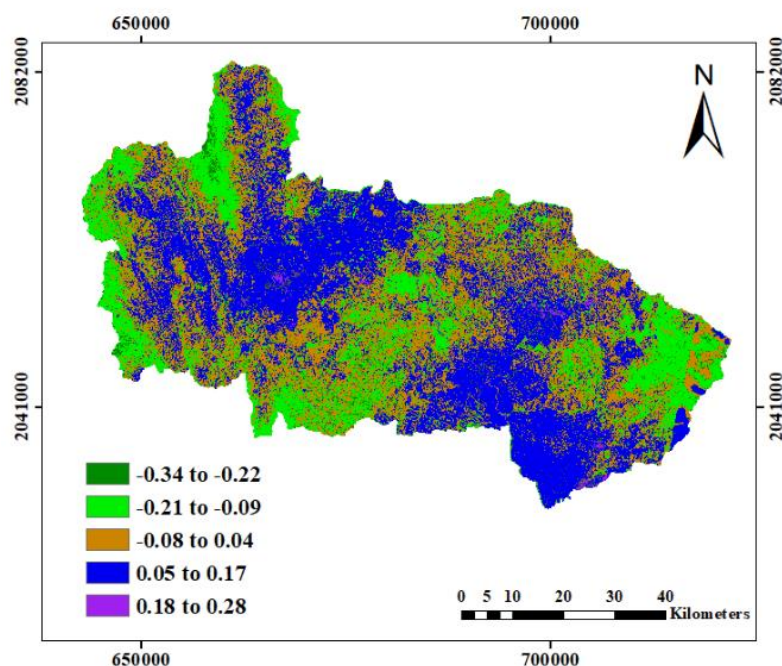 650000 700000
2082000 2082000
N
2041000 2041000
-0.34 to -0.22
-0.21 to -0.09
-0.08 to 0.04
0.05 to 0.17
0.18 to 0.28
0 5 10 20 30 40
Kilometers
650000 700000